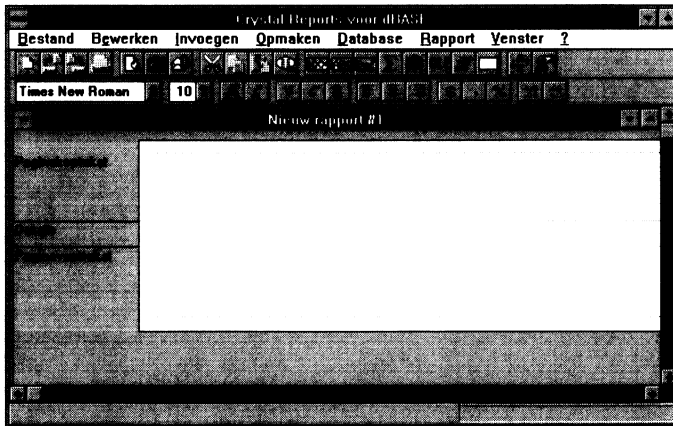 Crystal Reports voor dBASE
Bestand Bewerken Invoegen Opmaken Database Rapport Venster ?
Times New Roman 10
Nieuw rapport #1